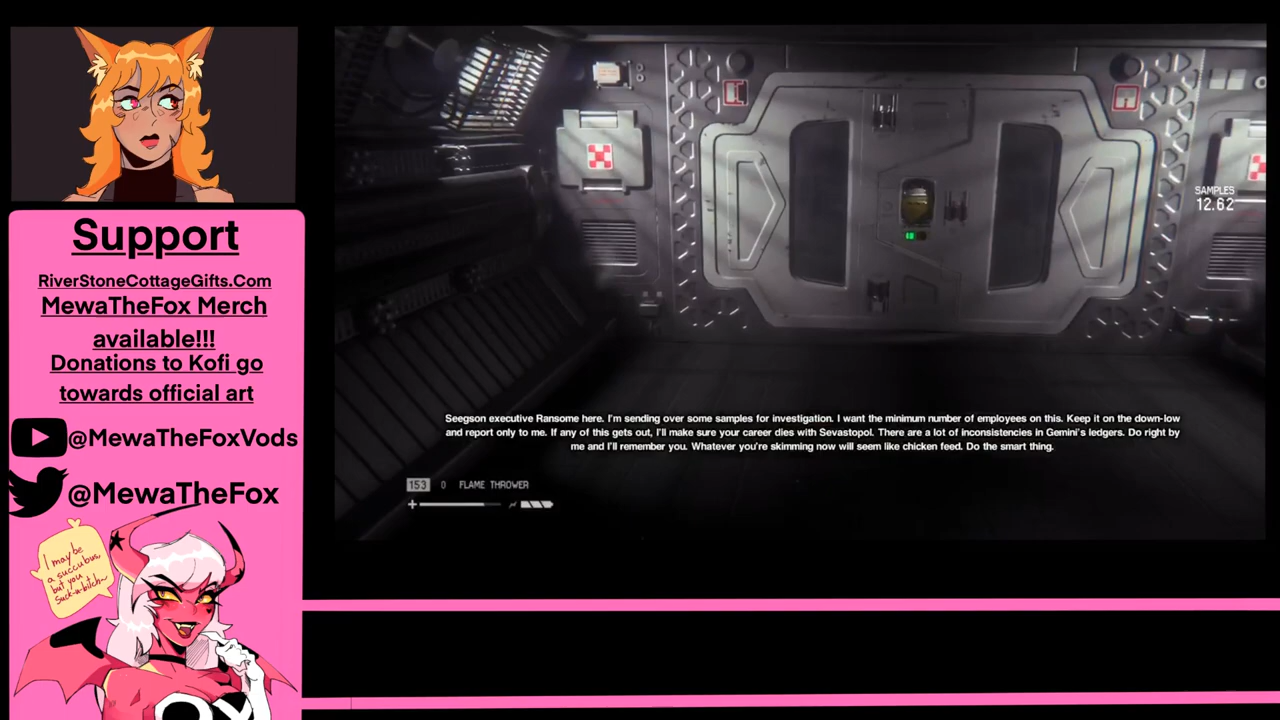 Support
RiverStoneCottageGifts.Com
MewaTheFox Merch
available!!!
Donations to Kofi go
towards official art
@MewaTheFoxVods
@MewaTheFox
I maybe
a succubus,
but you
suck-a-bitch~
SAMPLES
12.62
Seegson executive Ransome here. I'm sending over some samples for investigation. I want the minimum number of employees on this. Keep it on the down-low
and report only to me. If any of this gets out, I'll make sure your career dies with Sevastopol. There are a lot of inconsistencies in Gemini's ledgers. Do right by
me and I'll remember you. Whatever you're skimming now will seem like chicken feed. Do the smart thing.
153 0 FLAME THROWER